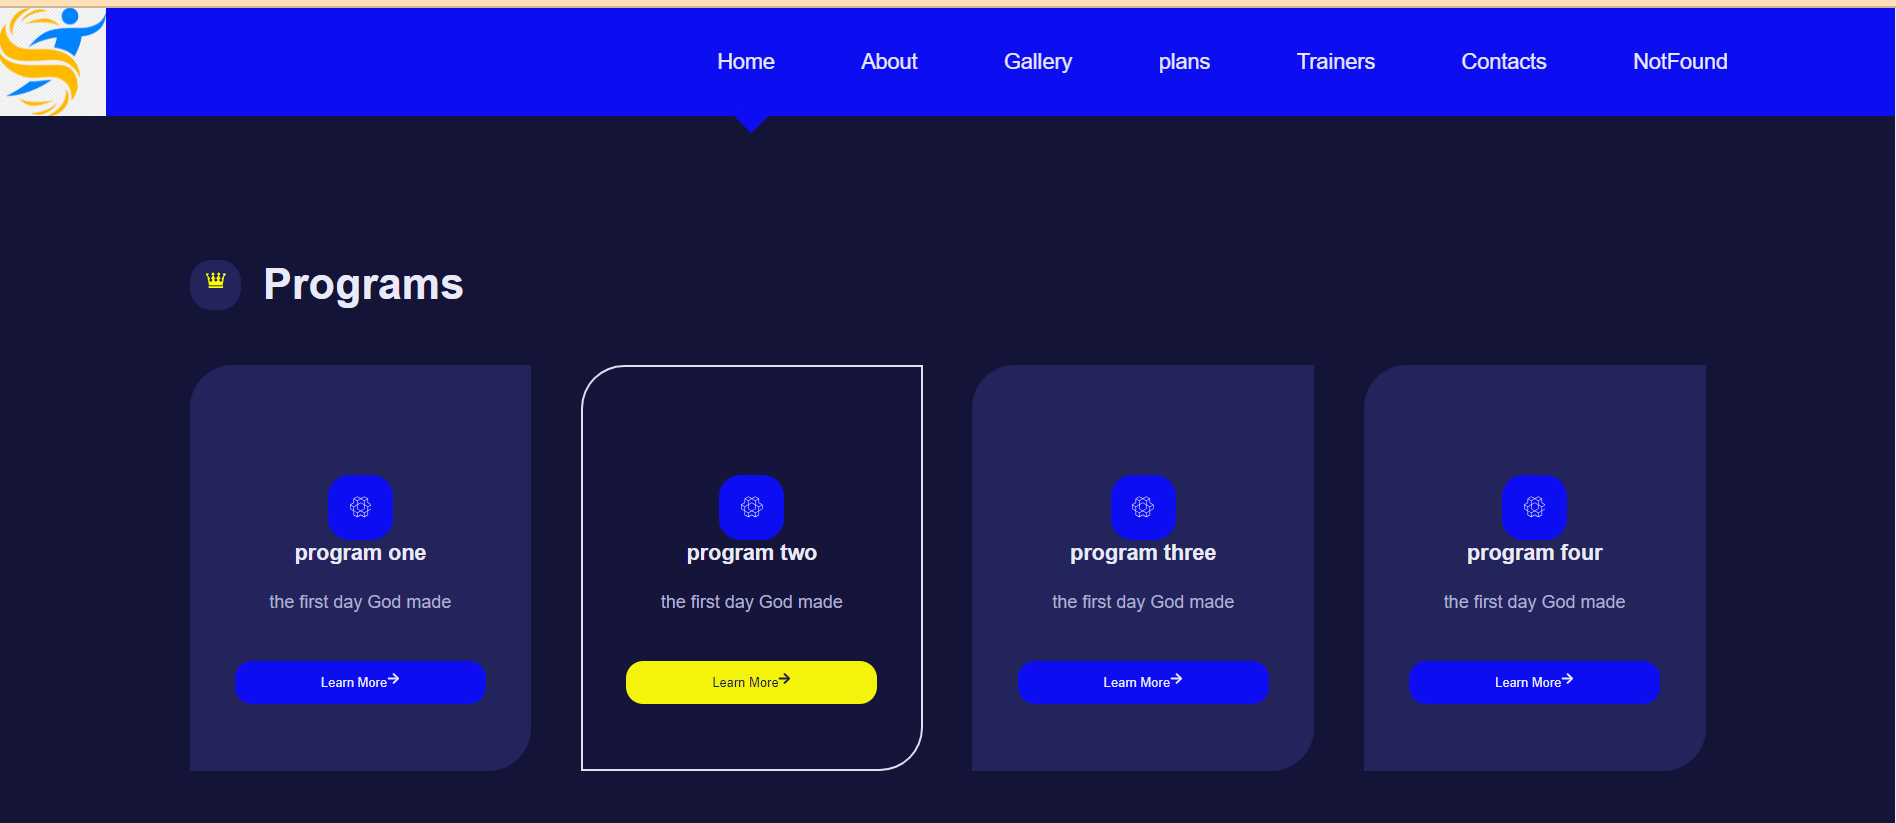 Home About Gallery plans Trainers Contacts NotFound
Programs
program one
the first day God made
Learn More
program two
the first day God made
Learn More
program three
the first day God made
Learn More
program four
the first day God made
Learn More